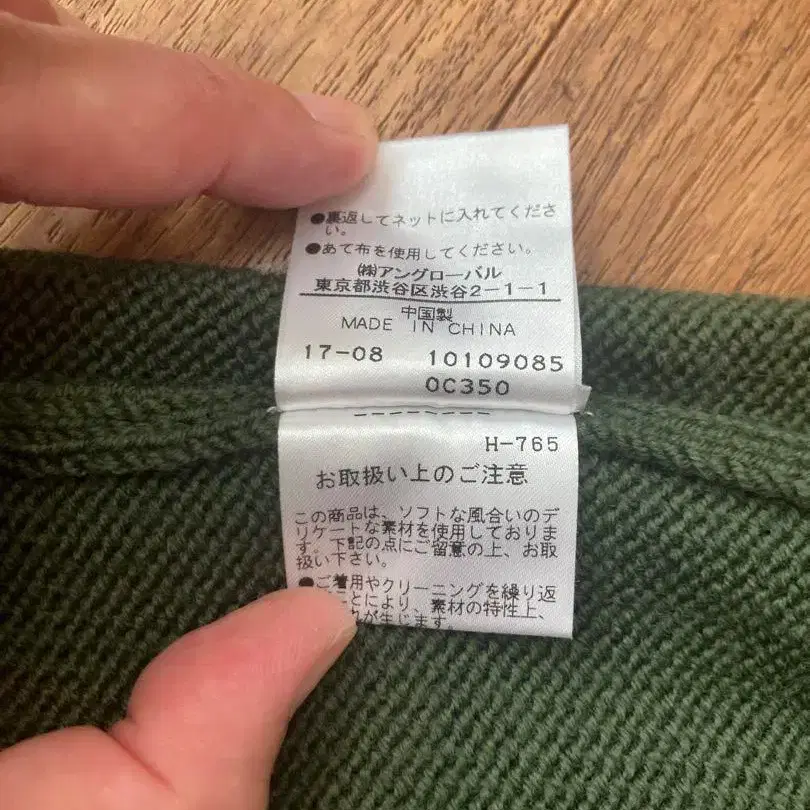 ●裏返してネットに入れてくださ
い。
●あて布を使用してください。
㈱アングローバル
東京都渋谷区渋谷2-1-1
中国製
MADE IN CHINA
17-08 10109085
0C350
H-765
お取扱い上のご注意
この商品は、ソフトな風合いのデ
リケートな素材を使用しておりま
す。下記の点にご留意の上、お取
扱い下さい。
●ご着用やクリーニングを繰り返
ことにより、素材の特性上、
が生じます。